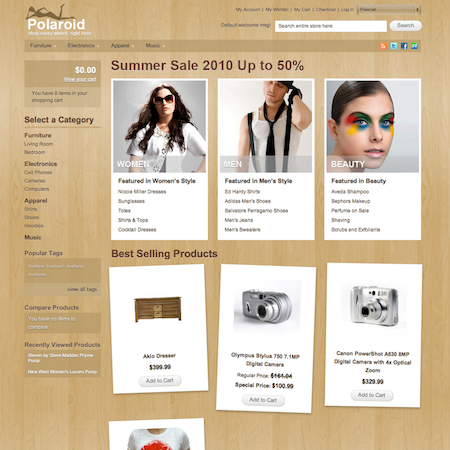 Polaroid
My Account | My Wishlist | My Cart | Checkout | Log In | Polaroid
Default welcome msg!
Search entire store here...
Search
Furniture
Electronics
Apparel
Music
$0.00
View your cart
You have 0 items in your
shopping cart
Select a Category
Furniture
Living Room
Bedroom
Electronics
Cell Phones
Cameras
Computers
Apparel
Shirts
Shoes
Hoodies
Music
Popular Tags
view all tags
Compare Products
You have no items to
compare.
Recently Viewed Products
Steven by Steve Madden Pryme
Pump
Nine West Women's Lucero Pump
Summer Sale 2010 Up to 50%
WOMEN
Featured in Women's Style
Nicole Miller Dresses
Sunglasses
Totes
Shirts & Tops
Cocktail Dresses
MEN
Featured in Men's Style
Ed Hardy Shirts
Adidas Men's Shoes
Salvatore Ferragamo Shoes
Men's Jeans
Men's Sweaters
BEAUTY
Featured in Beauty
Aveda Shampoo
Sephora Makeup
Perfume on Sale
Shaving
Scrubs and Exfoliants
Best Selling Products
Akio Dresser
$399.99
Add to Cart
Olympus Stylus 750 7.1MP
Digital Camera
Regular Price: $161.94
Special Price: $100.99
Add to Cart
Canon PowerShot A630 8MP
Digital Camera with 4x Optical
Zoom
$329.99
Add to Cart